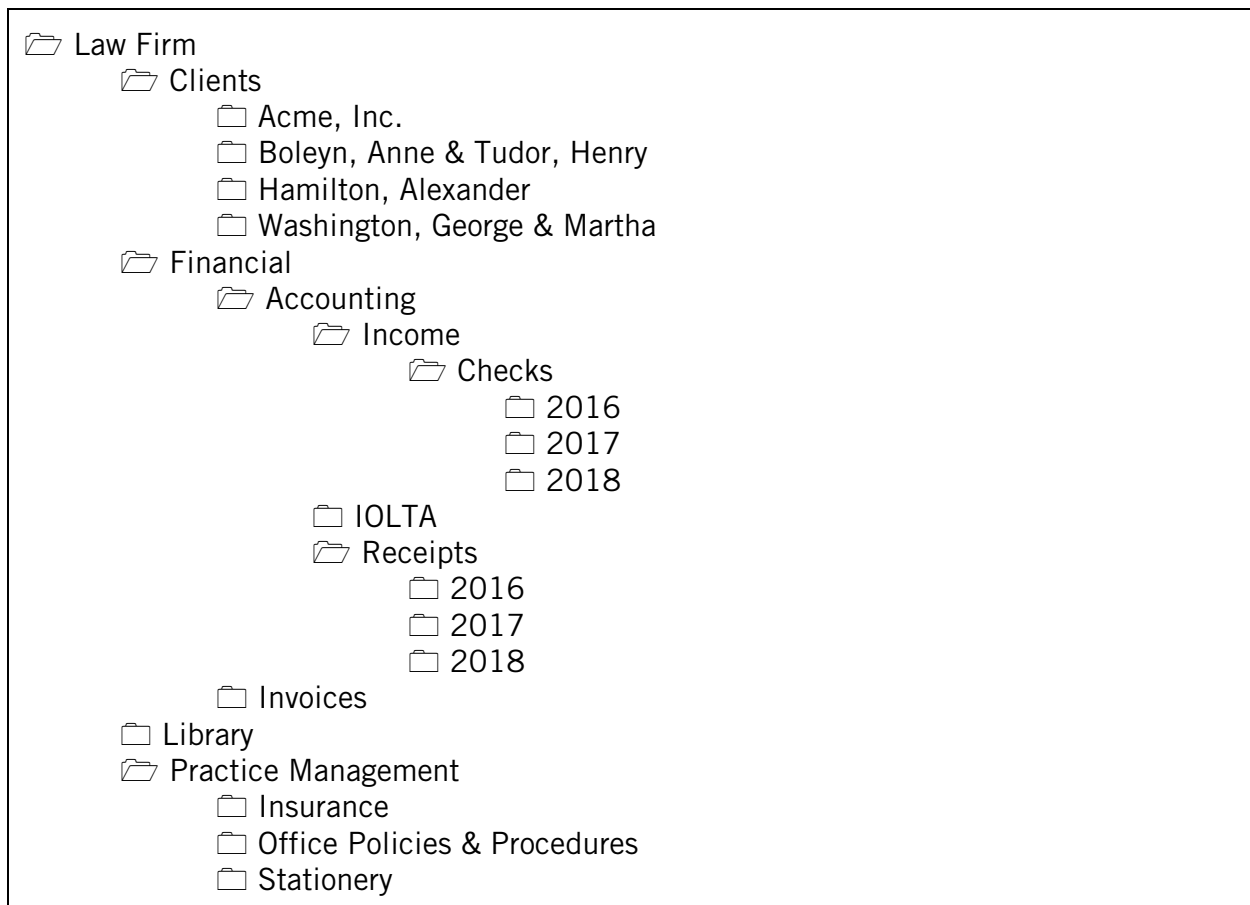 Law Firm
Clients
Acme, Inc.
Boleyn, Anne & Tudor, Henry
Hamilton, Alexander
Washington, George & Martha
Financial
Accounting
Income
Checks
2016
2017
2018
IOLTA
Receipts
2016
2017
2018
Invoices
Library
Practice Management
Insurance
Office Policies & Procedures
Stationery